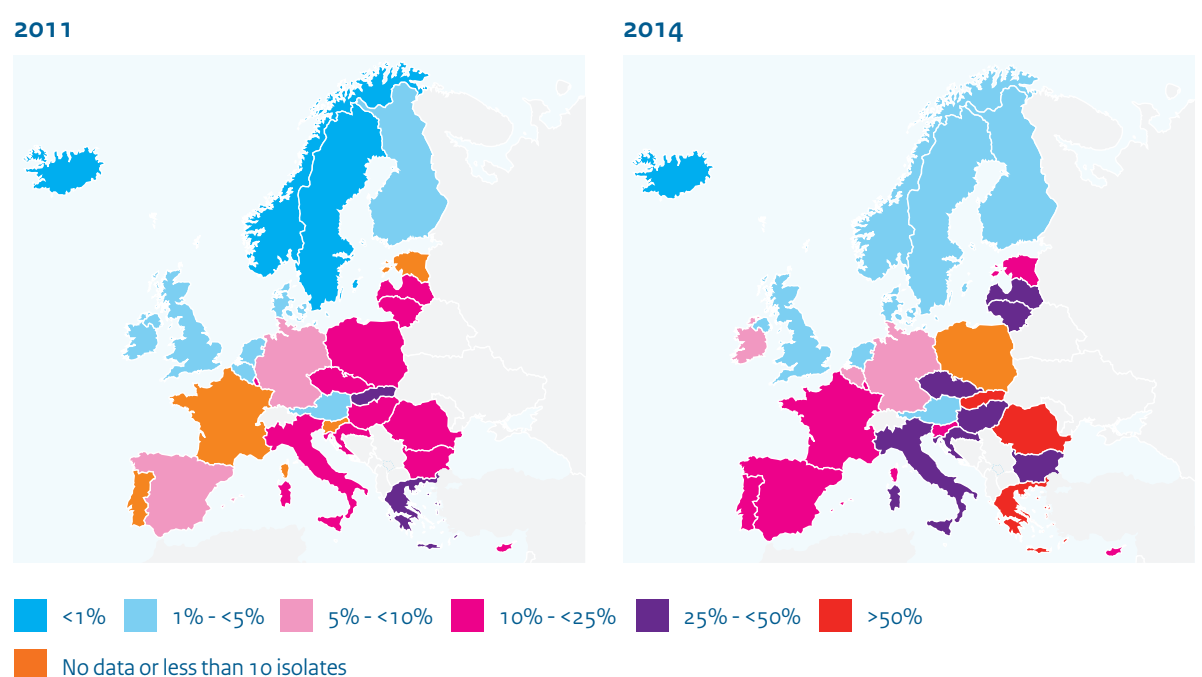 2011
2014
<1%
1% - <5%
5% - <10%
10% - <25%
25% - <50%
>50%
No data or less than 10 isolates